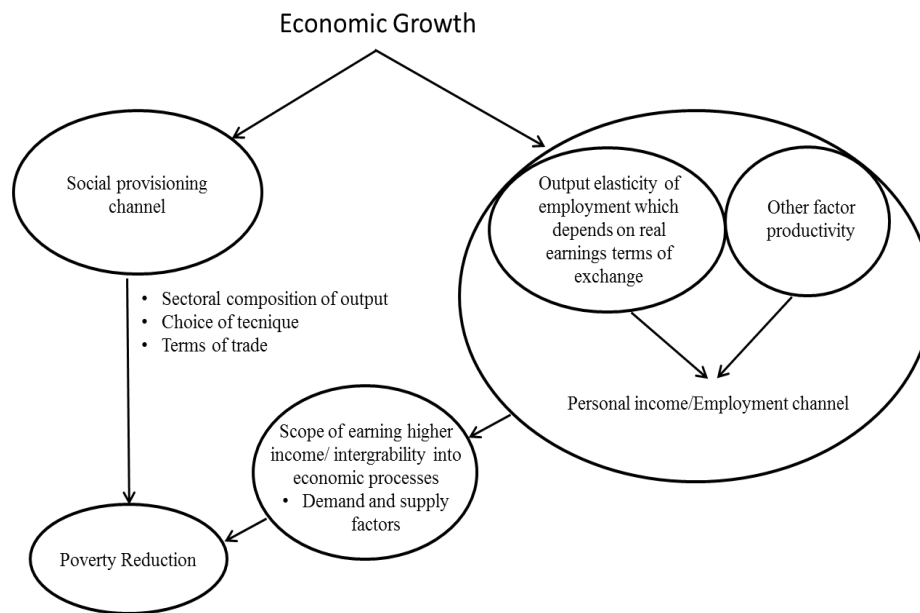 Economic Growth
Social provisioning
channel
Output elasticity of
employment which
depends on real
earnings terms of
exchange
Other factor
productivity
• Sectoral composition of output
• Choice of tecnique
• Terms of trade
Personal income/Employment channel
Scope of earning higher
income/ intergrability into
economic processes
• Demand and supply
factors
Poverty Reduction